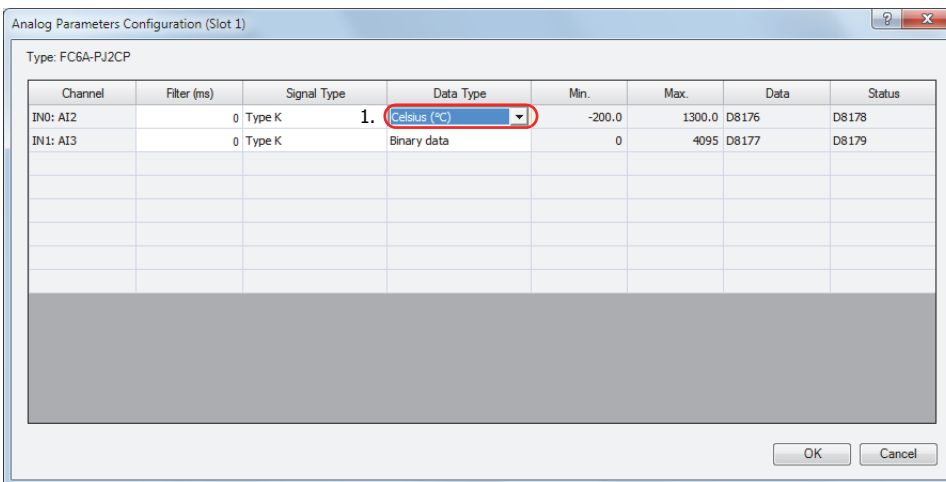 Analog Parameters Configuration (Slot 1) ? X
Type: FC6A-PJ2CP
Channel Filter (ms) Signal Type Data Type Min. Max. Data Status
IN0: AI2 0 Type K 1. Celsius (°C) -200.0 1300.0 D8176 D8178
IN1: AI3 0 Type K Binary data 0 4095 D8177 D8179
OK Cancel